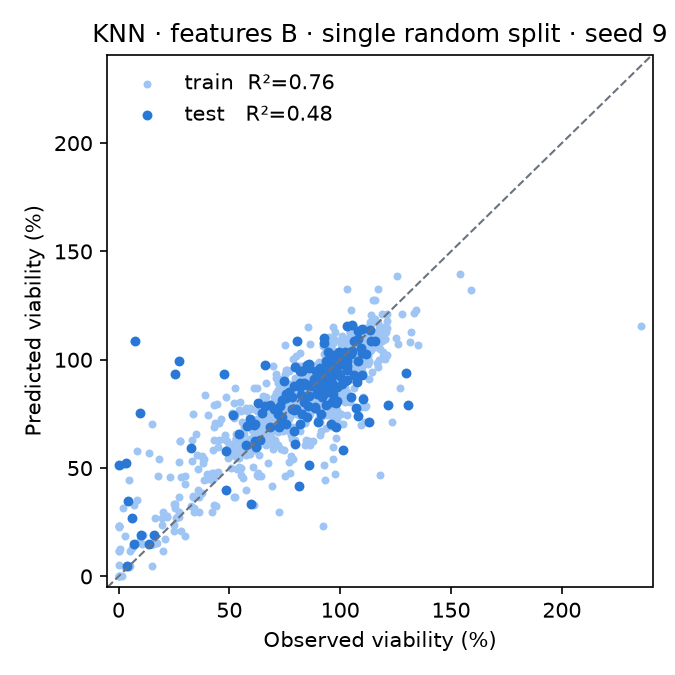 KNN · features B · single random split · seed 9
train R²=0.76
test R²=0.48
200
150
100
50
0
Predicted viability (%)
0 50 100 150 200
Observed viability (%)